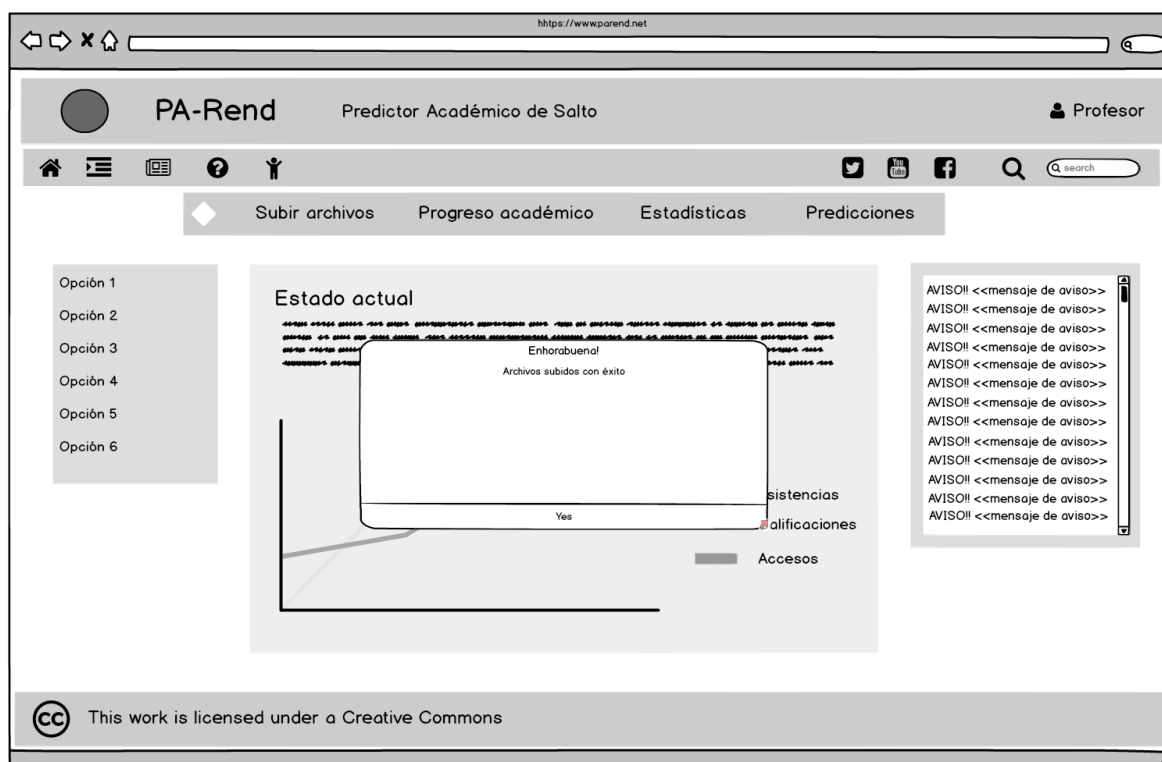 hhtps://www.parend.net
PA-Rend
Predictor Académico de Salto
Profesor
You
Tube
search
Subir archivos
Progreso académico
Estadísticas
Predicciones
Opción 1
Opción 2
Opción 3
Opción 4
Opción 5
Opción 6
Estado actual
Enhorabuena!
Archivos subidos con éxito
Yes
sistencias
alificaciones
Accesos
AVISO!! <<mensaje de aviso>>
AVISO!! <<mensaje de aviso>>
AVISO!! <<mensaje de aviso>>
AVISO!! <<mensaje de aviso>>
AVISO!! <<mensaje de aviso>>
AVISO!! <<mensaje de aviso>>
AVISO!! <<mensaje de aviso>>
AVISO!! <<mensaje de aviso>>
AVISO!! <<mensaje de aviso>>
AVISO!! <<mensaje de aviso>>
AVISO!! <<mensaje de aviso>>
AVISO!! <<mensaje de aviso>>
AVISO!! <<mensaje de aviso>>
cc
This work is licensed under a Creative Commons